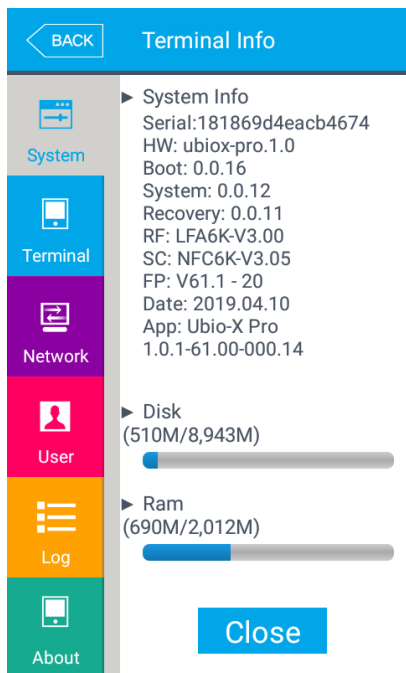 BACK
Terminal Info
System
Terminal
Network
User
Log
About
► System Info
Serial:181869d4eacb4674
HW: ubiox-pro.1.0
Boot: 0.0.16
System: 0.0.12
Recovery: 0.0.11
RF: LFA6K-V3.00
SC: NFC6K-V3.05
FP: V61.1 - 20
Date: 2019.04.10
App: Ubio-X Pro
1.0.1-61.00-000.14
► Disk
(510M/8,943M)
► Ram
(690M/2,012M)
Close